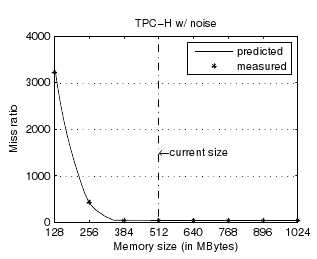 TPC-H w/ noise
4000
3000
2000
1000
0
Miss ratio
predicted
measured
←current size
128 256 384 512 640 768 896 1024
Memory size (in MBytes)